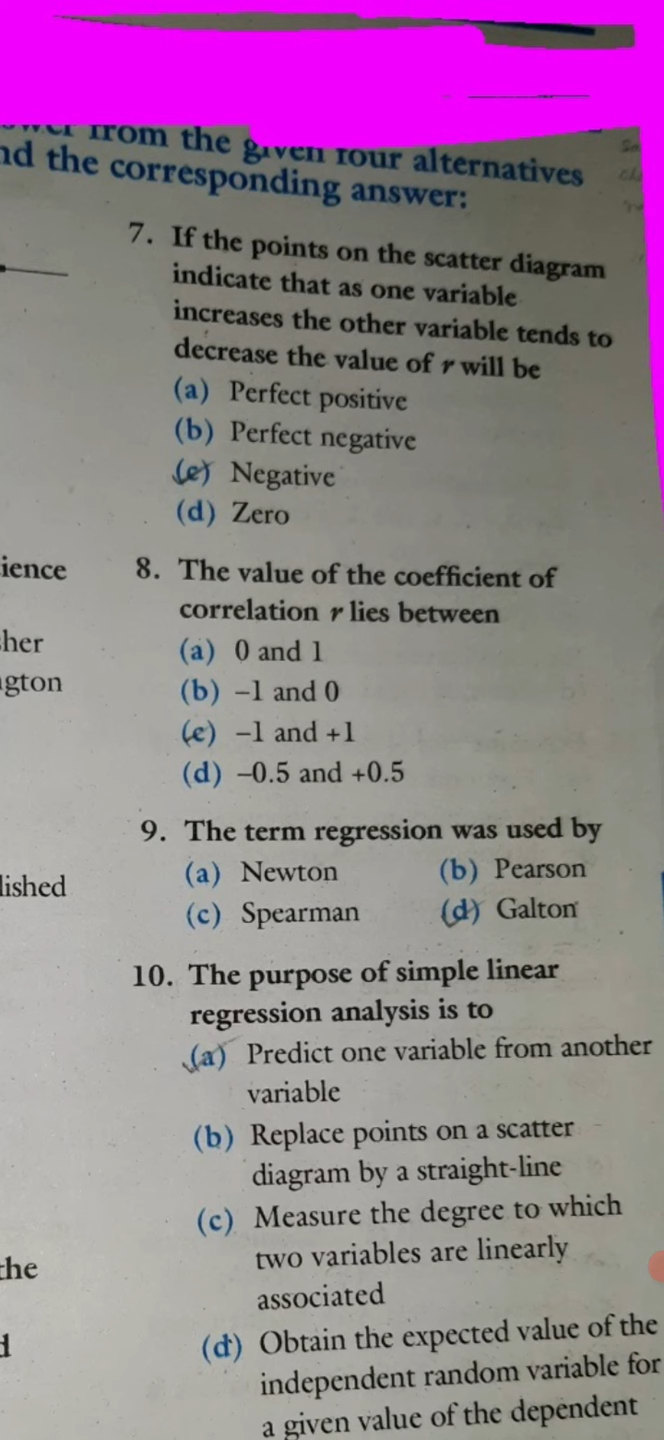 from the given four alternatives
nd the corresponding answer:
7. If the points on the scatter diagram
indicate that as one variable
increases the other variable tends to
decrease the value of r will be
(a) Perfect positive
(b) Perfect negative
(c) Negative
(d) Zero
ience
8. The value of the coefficient of
correlation r lies between
her
(a) 0 and 1
gton
(b) –1 and 0
(c) –1 and +1
(d) –0.5 and +0.5
9. The term regression was used by
lished
(a) Newton (b) Pearson
(c) Spearman (d) Galton
10. The purpose of simple linear
regression analysis is to
(a) Predict one variable from another
variable
(b) Replace points on a scatter
diagram by a straight-line
(c) Measure the degree to which
two variables are linearly
the
associated
d
(d) Obtain the expected value of the
independent random variable for
a given value of the dependent